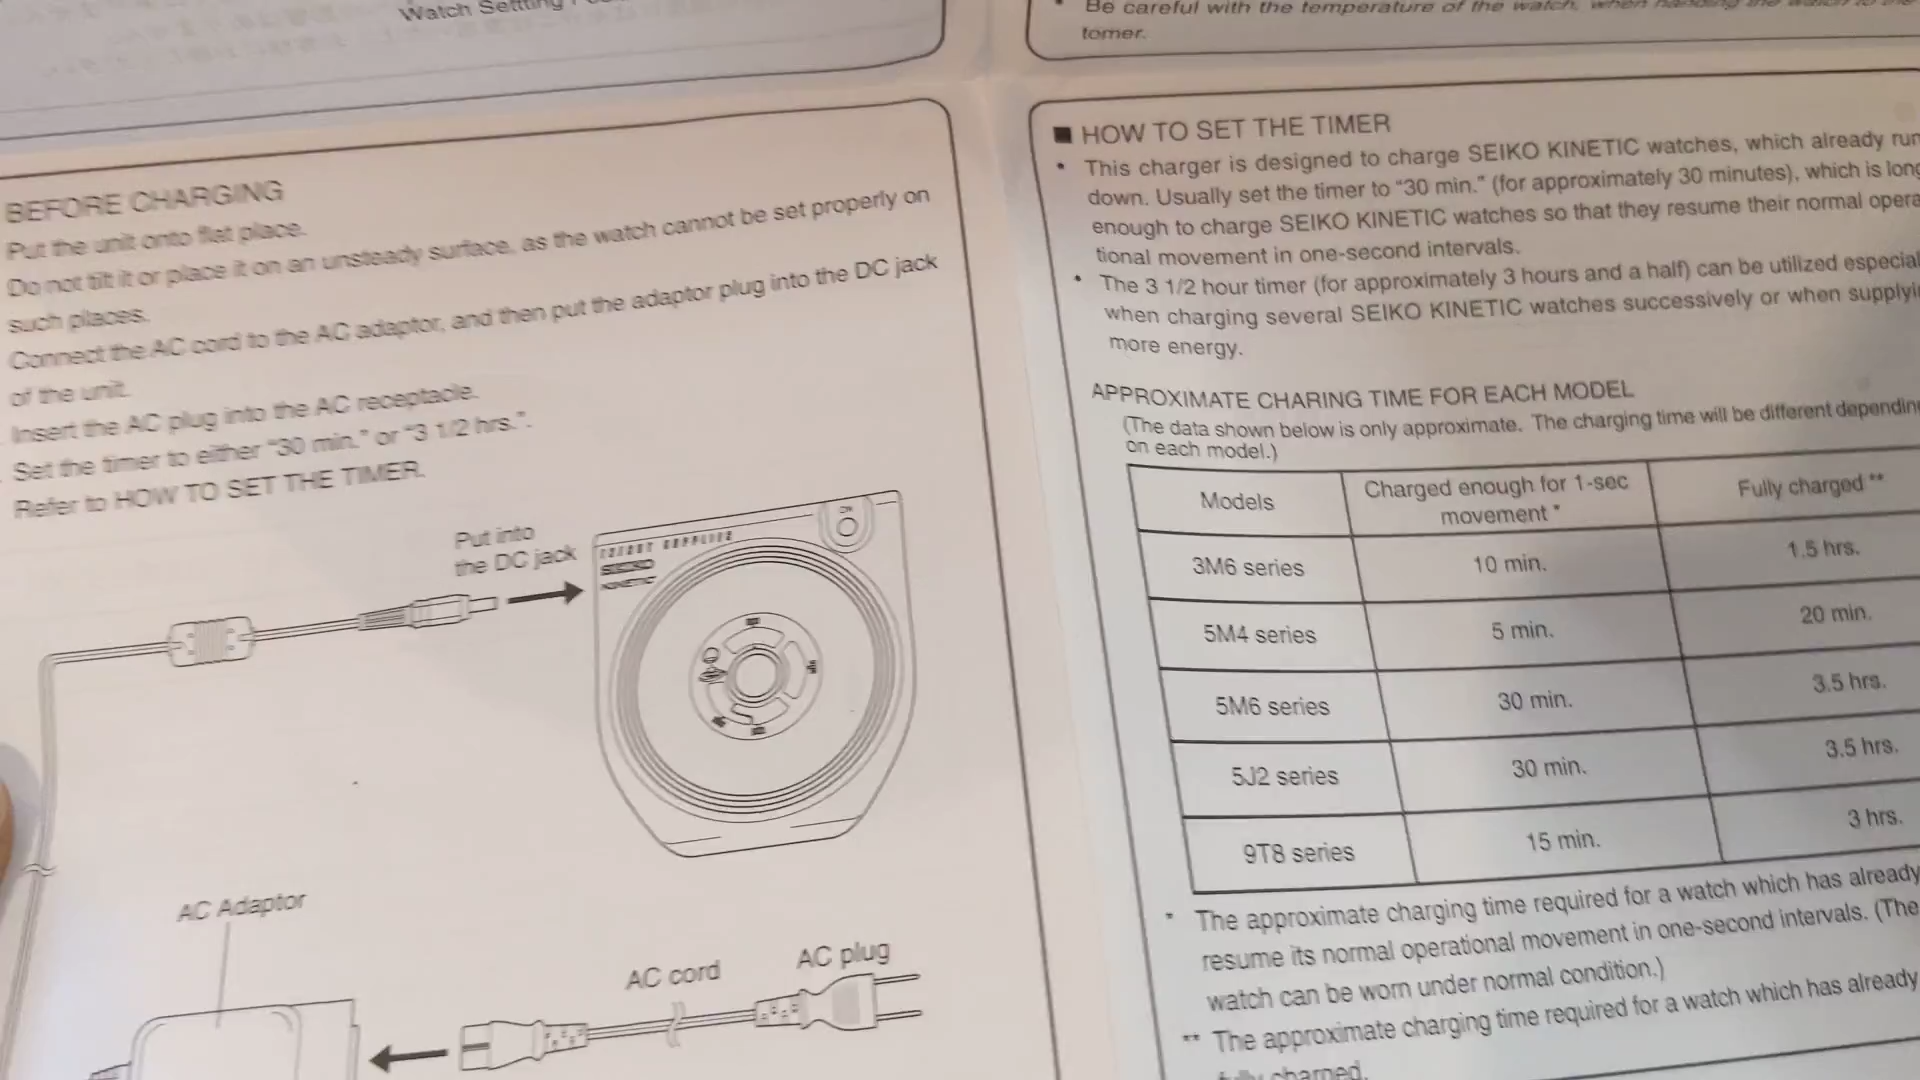 Watch Setting
Be careful with the temperature of the watch, when handing the watch to the
tomer.
BEFORE CHARGING
Put the unit onto flat place.
Do not tilt it or place it on an unsteady surface, as the watch cannot be set properly on
such places.
Connect the AC cord to the AC adaptor, and then put the adaptor plug into the DC jack
of the unit.
Insert the AC plug into the AC receptacle.
Set the timer to either "30 min." or "3 1/2 hrs.".
Refer to HOW TO SET THE TIMER.
Put into
the DC jack
SEIKO
KINETIC
AC Adaptor
AC cord
AC plug
■ HOW TO SET THE TIMER
• This charger is designed to charge SEIKO KINETIC watches, which already run
down. Usually set the timer to "30 min." (for approximately 30 minutes), which is long
enough to charge SEIKO KINETIC watches so that they resume their normal opera
tional movement in one-second intervals.
• The 3 1/2 hour timer (for approximately 3 hours and a half) can be utilized especial
when charging several SEIKO KINETIC watches successively or when supplyi
more energy.
APPROXIMATE CHARING TIME FOR EACH MODEL
(The data shown below is only approximate. The charging time will be different depending
on each model.)
Models Charged enough for 1-sec movement * Fully charged **
3M6 series 10 min. 1.5 hrs.
5M4 series 5 min. 20 min.
5M6 series 30 min. 3.5 hrs.
5J2 series 30 min. 3.5 hrs.
9T8 series 15 min. 3 hrs.
* The approximate charging time required for a watch which has already
resume its normal operational movement in one-second intervals. (The
watch can be worn under normal condition.)
** The approximate charging time required for a watch which has already
fully charged.